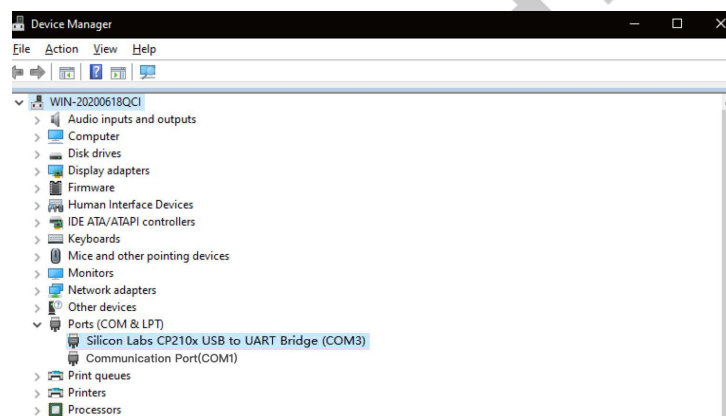 Device Manager
File Action View Help
WIN-20200618QCI
Audio inputs and outputs
Computer
Disk drives
Display adapters
Firmware
Human Interface Devices
IDE ATA/ATAPI controllers
Keyboards
Mice and other pointing devices
Monitors
Network adapters
Other devices
Ports (COM & LPT)
Silicon Labs CP210x USB to UART Bridge (COM3)
Communication Port(COM1)
Print queues
Printers
Processors